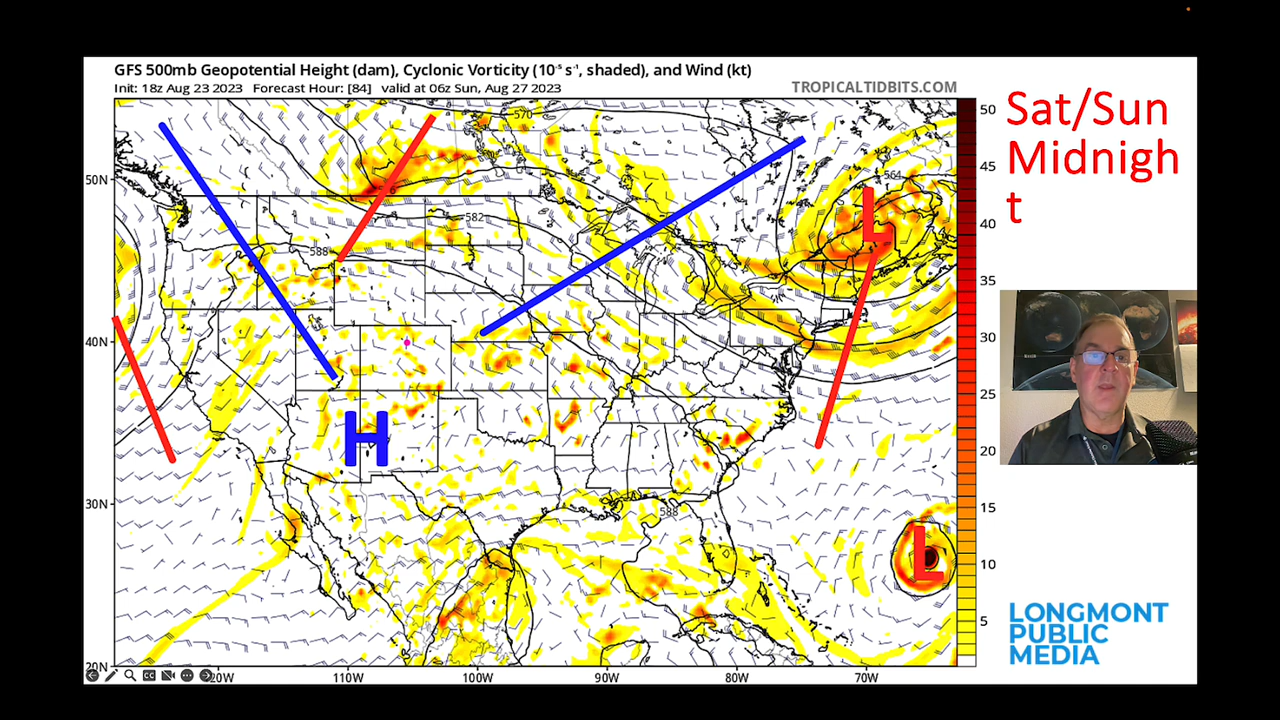 GFS 500mb Geopotential Height (dam), Cyclonic Vorticity (10⁻⁵ s⁻¹, shaded), and Wind (kt)
Init: 18z Aug 23 2023 Forecast Hour: [84] valid at 06z Sun, Aug 27 2023
TROPICALTIDBITS.COM
Sat/Sun
Midnigh
t
50
45
40
35
30
25
20
15
10
5
50N
40N
30N
20N
570
564
582
588
588
L
H
L
20W
110W
100W
90W
80W
70W
CC
LONGMONT
PUBLIC
MEDIA